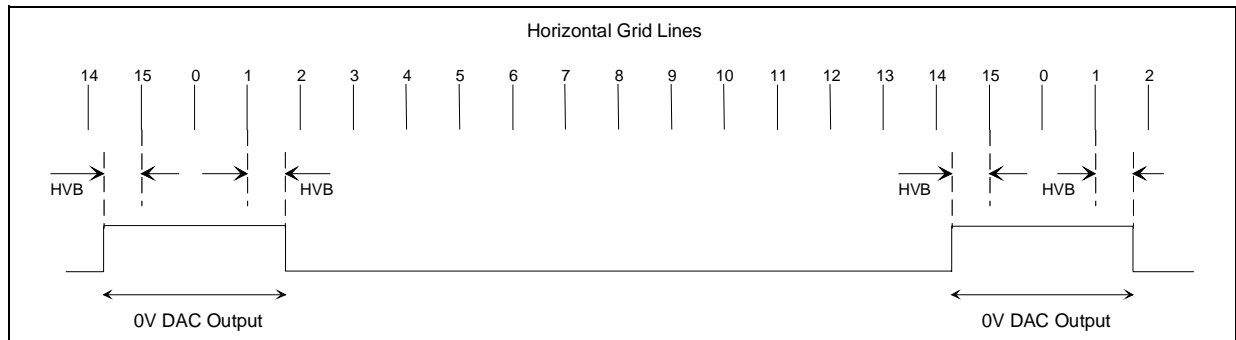 Horizontal Grid Lines
14 15 0 1 2 3 4 5 6 7 8 9 10 11 12 13 14 15 0 1 2
HVB HVB HVB HVB
0V DAC Output 0V DAC Output